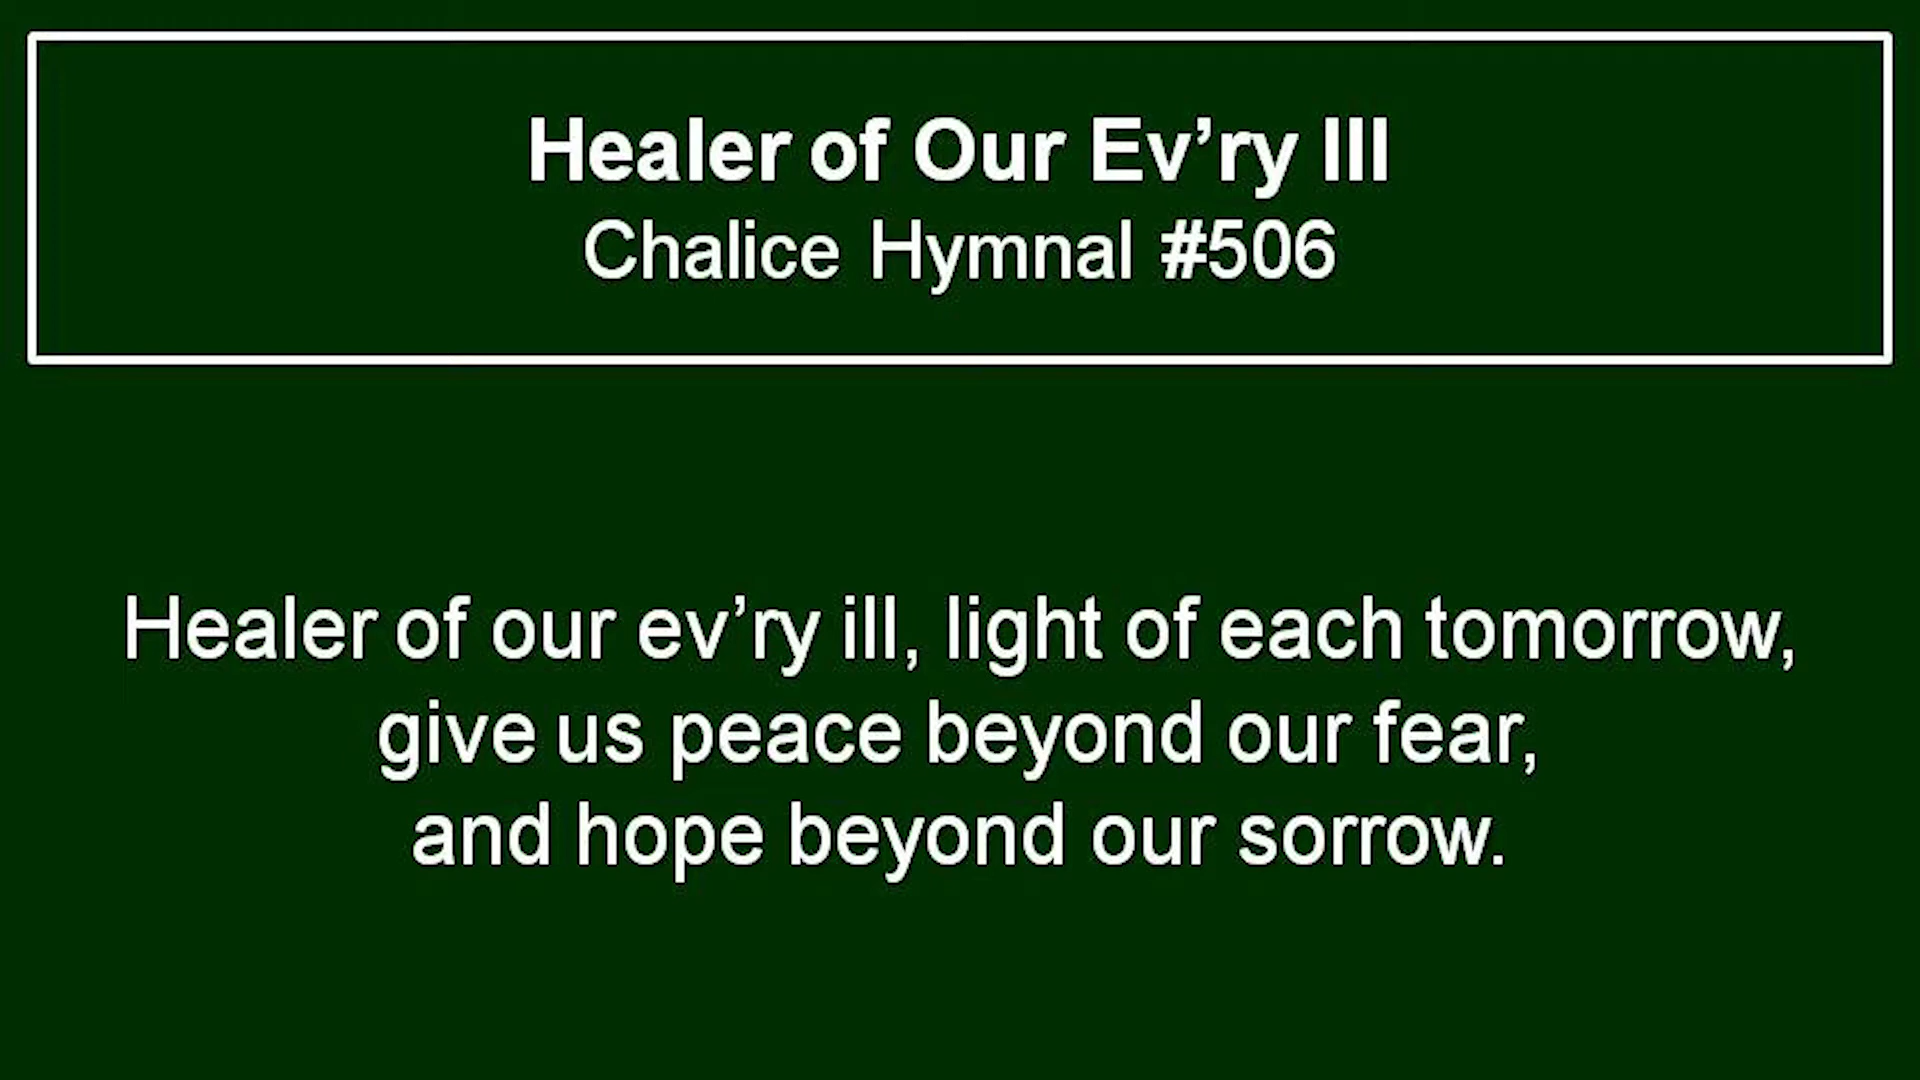 Healer of Our Ev’ry Ill
Chalice Hymnal #506
Healer of our ev’ry ill, light of each tomorrow,
give us peace beyond our fear,
and hope beyond our sorrow.